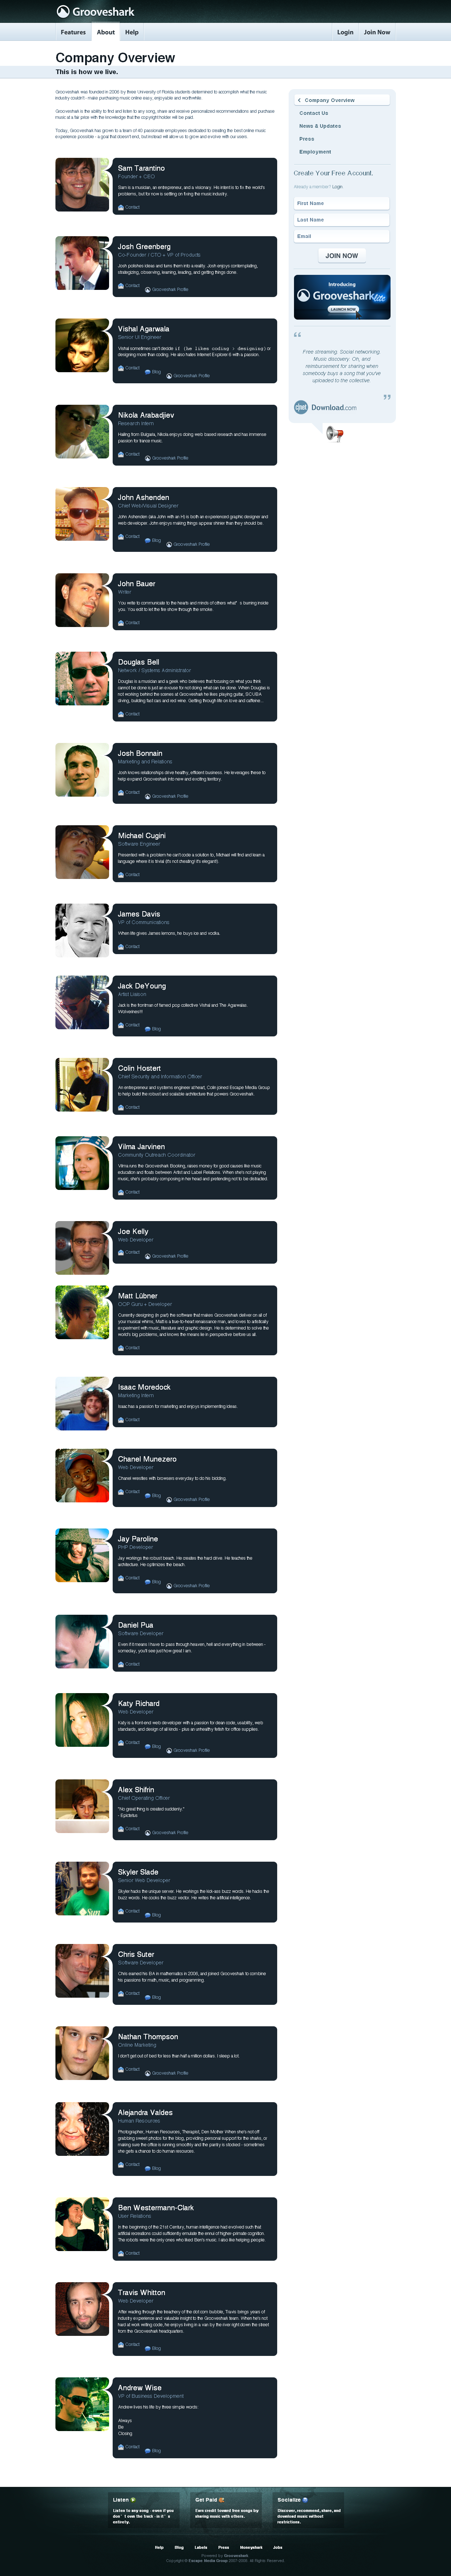 Grooveshark
Features About Help Login Join Now
Company Overview
This is how we live.
Grooveshark was founded in 2006 by three University of Florida students determined to accomplish what the music
industry couldn't - make purchasing music online easy, enjoyable and worthwhile.
Grooveshark is the ability to find and listen to any song, share and receive personalized recommendations and purchase
music at a fair price with the knowledge that the copyright holder will be paid.
Today, Grooveshark has grown to a team of 40 passionate employees dedicated to creating the best online music
experience possible - but that doesn't end, but instead will allow us to grow and evolve with our users.
Company Overview
Contact Us
News & Updates
Press
Employment
Create Your Free Account.
Already a member? Login
First Name
Last Name
Email
JOIN NOW
Introducing
Grooveshark lite
LAUNCH NOW
Free streaming. Social networking.
Music discovery. Oh, and
reimbursement for sharing when
somebody buys a song that you've
uploaded to the collective.
cnet Download.com
Sam Tarantino
Founder + CEO
Sam is a musician, an entrepreneur, and a visionary. His interest is to fix the world's
problems, but for now is settling on fixing the music industry.
Contact
Josh Greenberg
Co-Founder / CTO + VP of Products
Josh polishes ideas and turns them into a reality. Josh enjoys contemplating,
strategizing, observing, learning, leading, and getting things done.
Contact
Grooveshark Profile
Vishal Agarwala
Senior UI Engineer
Vishal sometimes can't decide if (he likes coding > designing) or
designing more than coding. He also hates Internet Explorer 6 with a passion.
Contact
Blog
Grooveshark Profile
Nikola Arabadjiev
Research Intern
Hailing from Bulgaria, Nikola enjoys doing web based research and has immense
passion for trance music.
Contact
Grooveshark Profile
John Ashenden
Chief Web/Visual Designer
John Ashenden (aka John with an H) is both an experienced graphic designer and
web developer. John enjoys making things appear shinier than they should be.
Contact
Blog
Grooveshark Profile
John Bauer
Writer
You write to communicate to the hearts and minds of others what's burning inside
you. You edit to let the fire show through the smoke.
Contact
Douglas Bell
Network / Systems Administrator
Douglas is a musician and a geek who believes that focusing on what you think
cannot be done is just an excuse for not doing what can be done. When Douglas is
not working behind the scenes at Grooveshark he likes playing guitar, SCUBA
diving, building fast cars and red wine. Getting through life on love and caffeine...
Contact
Josh Bonnain
Marketing and Relations
Josh knows relationships drive healthy, efficient business. He leverages these to
help expand Grooveshark into new and exciting territory.
Contact
Grooveshark Profile
Michael Cugini
Software Engineer
Presented with a problem he can't code a solution to, Michael will find and learn a
language where it is trivial (it's not cheating! it's elegant!).
Contact
James Davis
VP of Communications
When life gives James lemons, he buys ice and vodka.
Contact
Jack DeYoung
Artist Liaison
Jack is the frontman of famed pop collective Vishal and The Agarwalas.
Wolverines!!!
Contact
Blog
Colin Hostert
Chief Security and Information Officer
An entrepreneur and systems engineer at heart, Colin joined Escape Media Group
to help build the robust and scalable architecture that powers Grooveshark.
Contact
Vilma Jarvinen
Community Outreach Coordinator
Vilma runs the Grooveshark Booking, raises money for good causes like music
education and floats between Artist and Label Relations. When she's not playing
music, she's probably composing in her head and pretending not to be distracted.
Contact
Joe Kelly
Web Developer
Contact
Grooveshark Profile
Matt Lübner
OOP Guru + Developer
Currently designing (in part) the software that makes Grooveshark deliver on all of
your musical whims, Matt is a true-to-heart renaissance man, and loves to artistically
experiment with music, literature and graphic design. He is determined to solve the
world's big problems, and knows the means lie in perspective before us all.
Contact
Isaac Moredock
Marketing Intern
Isaac has a passion for marketing and enjoys implementing ideas.
Contact
Chanel Munezero
Web Developer
Chanel wrestles with browsers everyday to do his bidding.
Contact
Blog
Grooveshark Profile
Jay Paroline
PHP Developer
Jay workings the robust beach. He creates the hard drive. He teaches the
architecture. He optimizes the beach.
Contact
Blog
Grooveshark Profile
Daniel Pua
Software Developer
Even if it means I have to pass through heaven, hell and everything in between -
someday, you'll see just how great I am.
Contact
Katy Richard
Web Developer
Katy is a front-end web developer with a passion for clean code, usability, web
standards, and design of all kinds - plus an unhealthy fetish for office supplies.
Contact
Blog
Grooveshark Profile
Alex Shifrin
Chief Operating Officer
"No great thing is created suddenly."
- Epictetus
Contact
Grooveshark Profile
Skyler Slade
Senior Web Developer
Skyler hacks the unique server. He workings the kick-ass buzz words. He hacks the
buzz words. He cooks the buzz vector. He writes the artificial intelligence.
Contact
Blog
Chris Suter
Software Developer
Chris earned his BA in mathematics in 2006, and joined Grooveshark to combine
his passions for math, music, and programming.
Contact
Blog
Nathan Thompson
Online Marketing
I don't get out of bed for less than half a million dollars. I sleep a lot.
Contact
Grooveshark Profile
Alejandra Valdes
Human Resources
Photographer, Human Resources, Therapist, Den Mother. When she's not off
grabbing sweet photos for the blog, providing personal support for the sharks, or
making sure the office is running smoothly and the pantry is stocked - sometimes
she gets a chance to do human resources.
Contact
Blog
Ben Westermann-Clark
User Relations
In the beginning of the 21st Century, human intelligence had evolved such that
artificial recreations could sufficiently emulate the ennui of higher-primate cognition.
The robots were the only ones who liked Ben's music. I also like helping people.
Contact
Travis Whitton
Web Developer
After wading through the treachery of the dot com bubble, Travis brings years of
industry experience and valuable insight to the Grooveshark team. When he's not
hard at work writing code, he enjoys living in a van by the river right down the street
from the Grooveshark headquarters.
Contact
Blog
Andrew Wise
VP of Business Development
Andrew lives his life by three simple words:
Always
Be
Closing
Contact
Blog
Listen
Listen to any song - even if you
don't own the track - in it's
entirety.
Get Paid
Earn credit toward free songs by
sharing music with others.
Socialize
Discover, recommend, share, and
download music without
restrictions.
Help Blog Labels Press Moneyshark Jobs
Powered by Grooveshark
Copyright © Escape Media Group 2007-2008. All Rights Reserved.